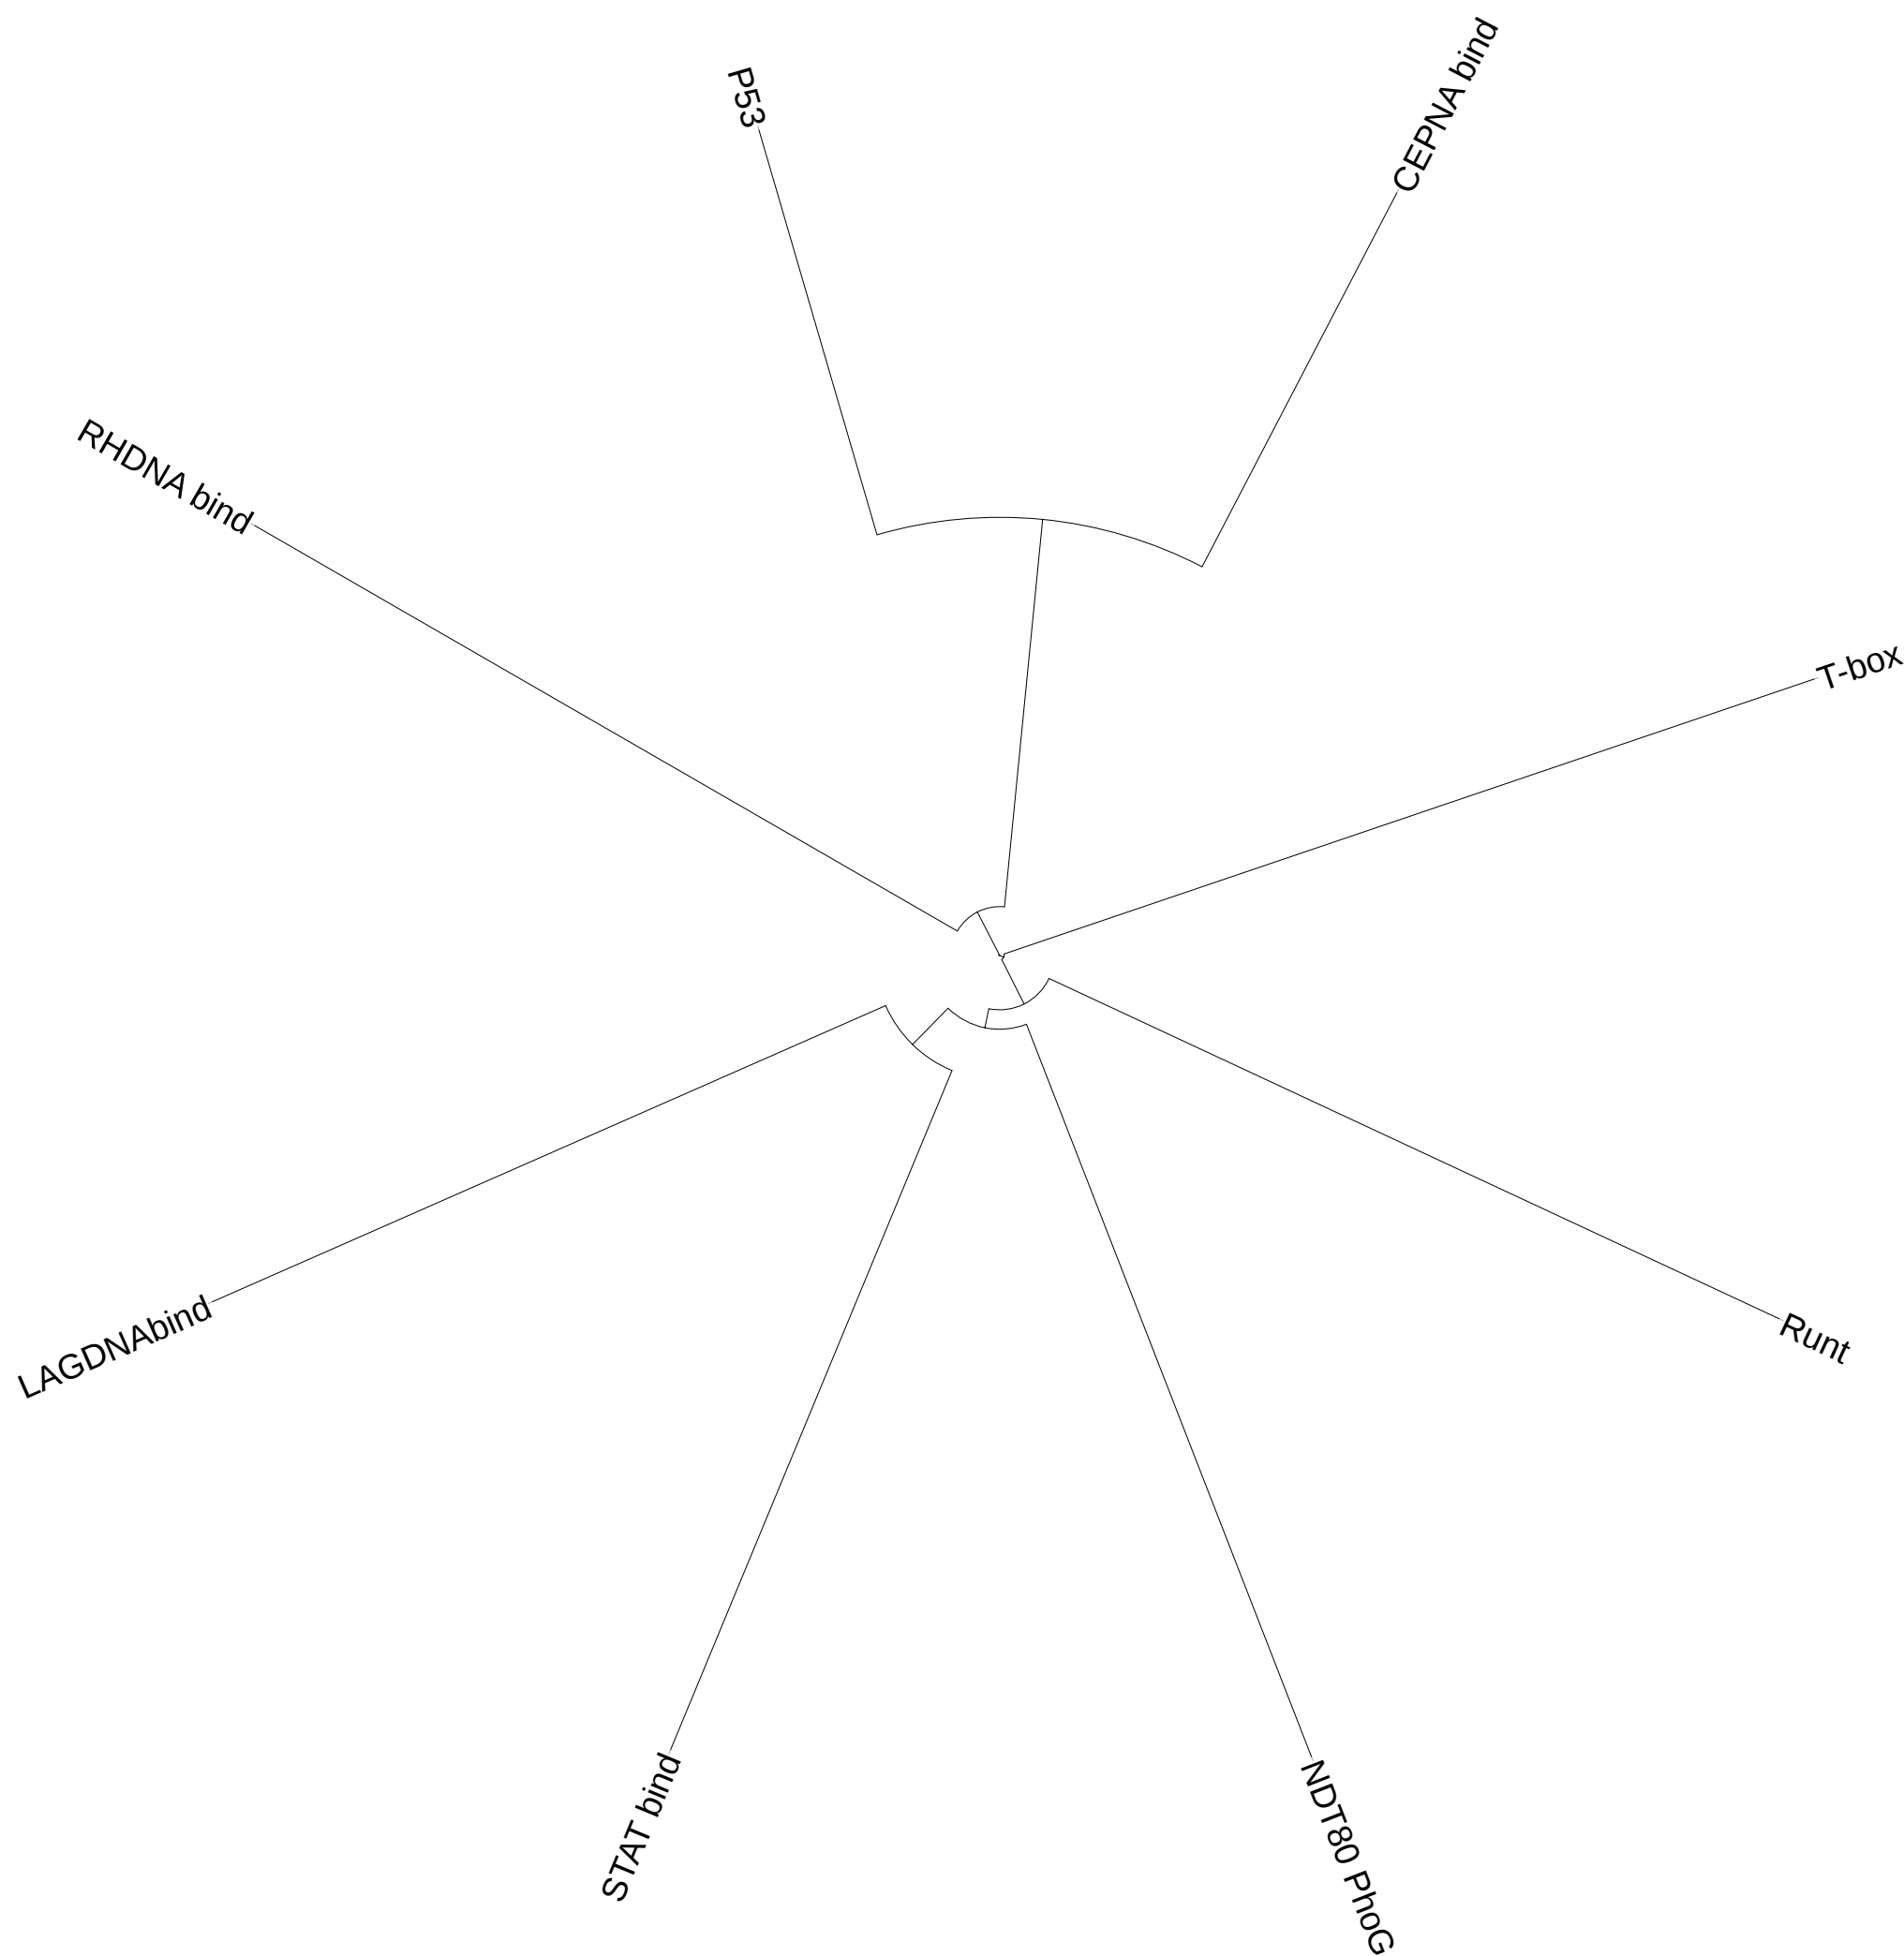 CEPNA bind
P53
RHDNA bind
T-box
LAGDNAbind
Runt
STAT bind
NDT80 PhoG